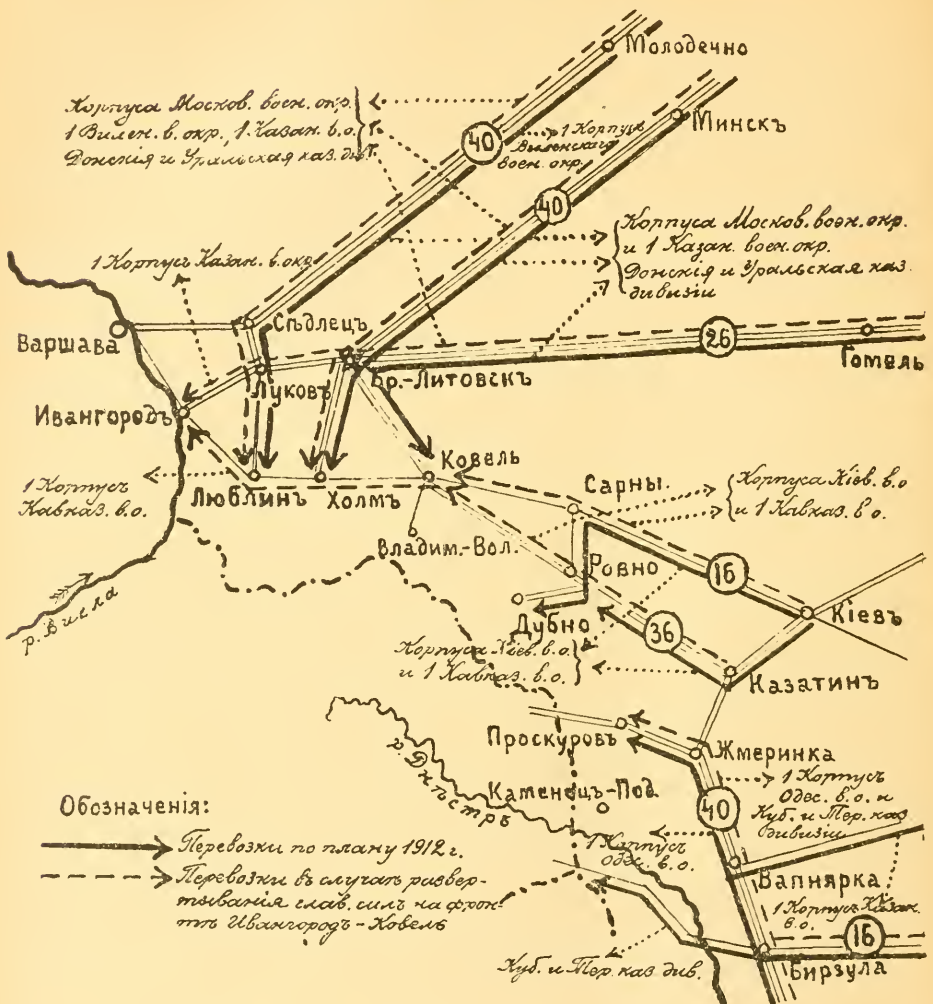 Молодечно
Корпуса Москов. воен. окр.
1 Вилен. в. окр., 1 Казан. в. о.
Донскія и Уральская каз. див.
Минскъ
40
1 Корпусъ
Виленскаго
воен. окр.
40
Корпуса Москов. воен. окр.
и 1 Казан. воен. окр.
Донскія и Уральская каз.
дивизіи
1 Корпусъ Казан. в. окр.
Сѣдлецъ
Варшава
26
Гомель
Луковъ
Бр.-Литовскъ
Ивангородъ
Ковель
1 Корпусъ
Кавказ. в. о.
Люблинъ
Холмъ
Сарны.
Корпуса Кіев. в. о
и 1 Кавказ. в. о.
Владим.-Вол.
Ровно
16
р. Висла
Дубно
36
Кіевъ
Корпуса Кіев. в. о.
и 1 Кавказ. в. о.
Казатинъ
Проскуровъ
Жмеринка
р. Днѣстръ
Каменецъ-Под.
40
1 Корпусъ
Одес. в. о. и
Куб. и Тер. каз
дивизіи
Обозначенія:
Перевозки по плану 1912 г.
1 Корпусъ
Одес. в. о.
Вапнярка
Перевозки въ случаѣ развер-
тыванія глав. силъ на фрон-
тѣ Ивангородъ-Ковель
1 Корпусъ Казан.
в. о.
16
Куб. и Тер. каз. див.
Бирзула